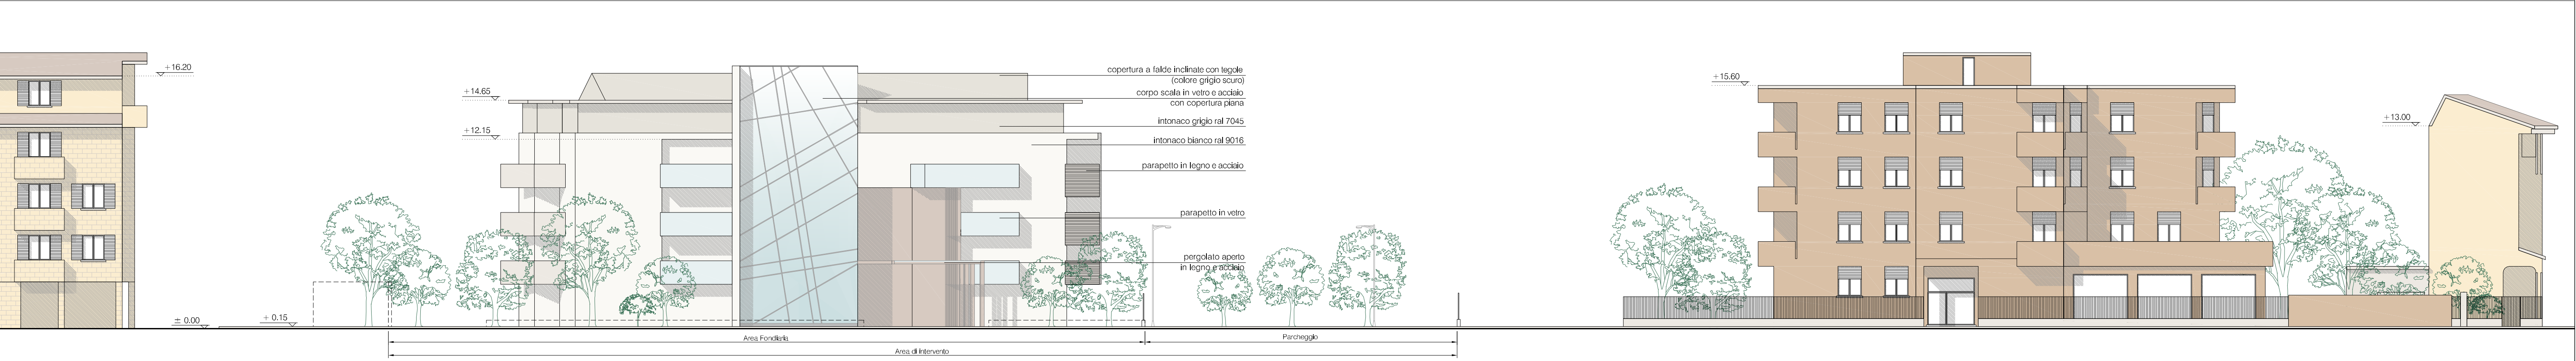 +16.20
± 0.00
+ 0.15
+14.65
+12.15
copertura a falde inclinate con tegole
(colore grigio scuro)
corpo scala in vetro e acciaio
con copertura piana
intonaco grigio ral 7045
intonaco bianco ral 9016
parapetto in legno e acciaio
parapetto in vetro
pergolato aperto
in legno e acciaio
+15.60
+13.00
Area Fondiaria
Parcheggio
Area di Intervento